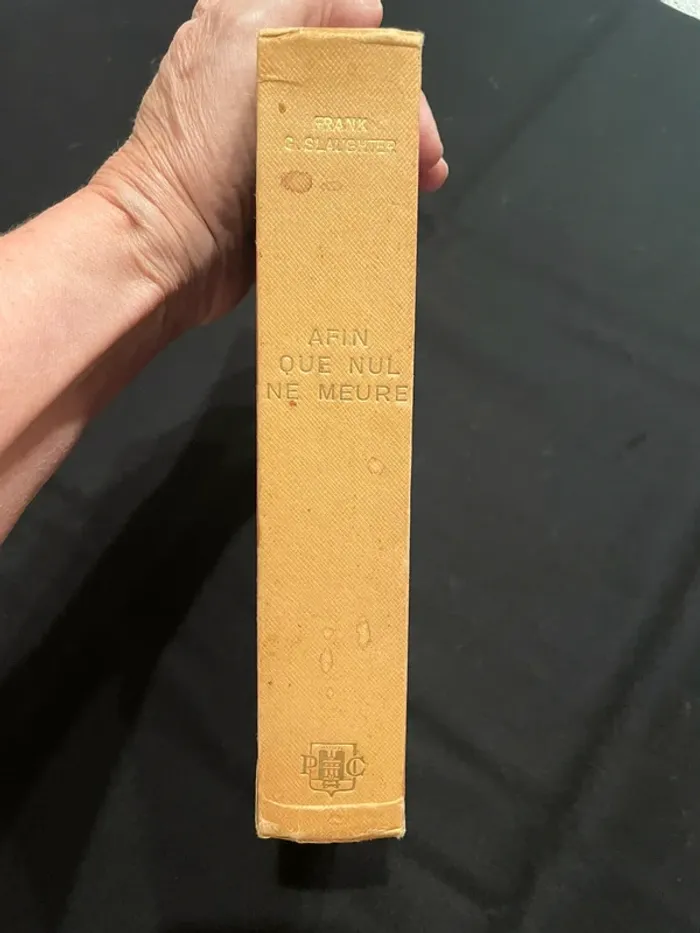 FRANK
G. SLAUGHTER
AFIN
QUE NUL
NE MEURE
P C